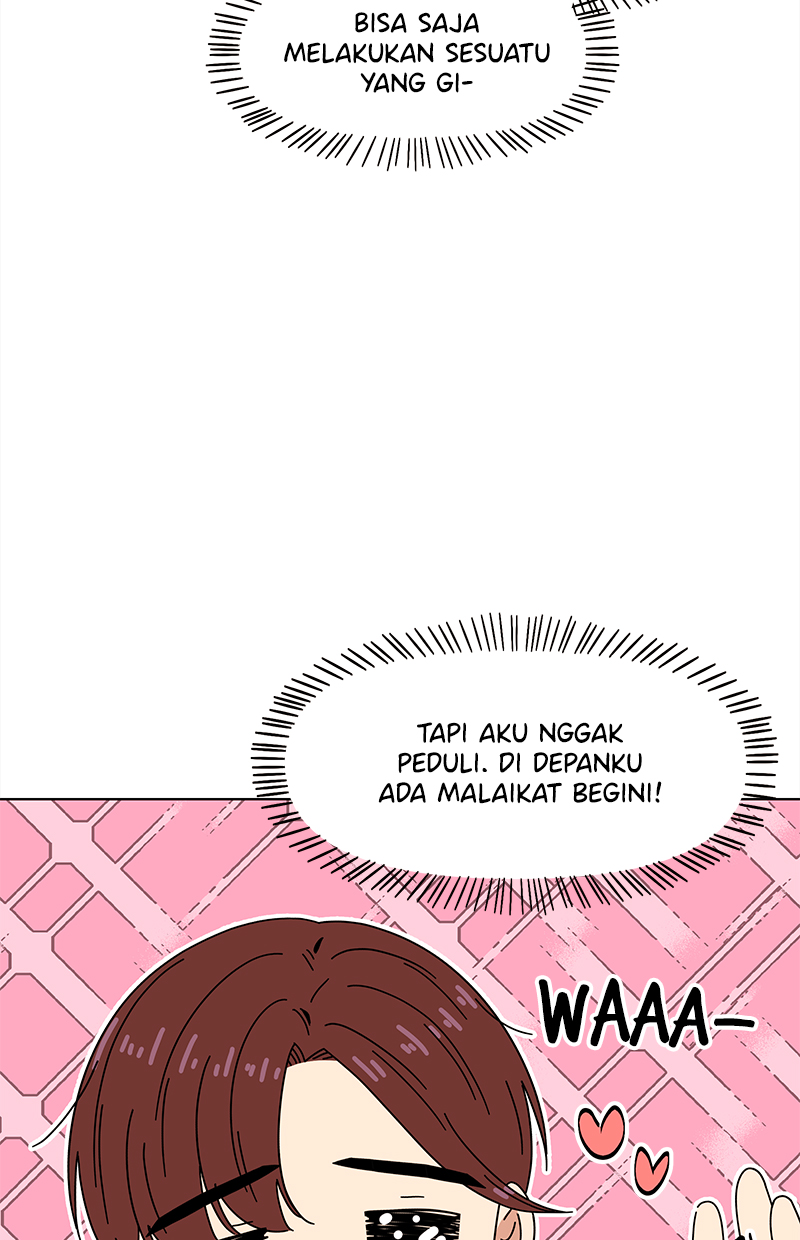 BISA SAJA
MELAKUKAN SESUATU
YANG GI-
TAPI AKU NGGAK
PEDULI. DI DEPANKU
ADA MALAIKAT BEGINI!
WAAA-